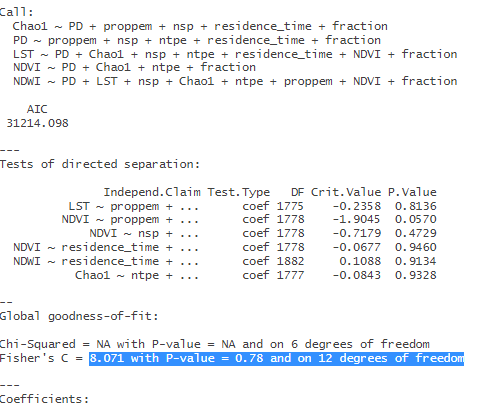 Call:
Chao1 ~ PD + proppem + nsp + residence_time + fraction
PD ~ proppem + nsp + ntpe + residence_time + fraction
LST ~ PD + Chao1 + nsp + ntpe + residence_time + NDVI + fraction
NDVI ~ PD + Chao1 + ntpe + fraction
NDWI ~ PD + LST + nsp + Chao1 + ntpe + proppem + NDVI + fraction
AIC
31214.098
---
Tests of directed separation:
Independ.Claim Test.Type DF Crit.Value P.Value
LST ~ proppem + ... coef 1775 -0.2358 0.8136
NDVI ~ proppem + ... coef 1778 -1.9045 0.0570
NDVI ~ nsp + ... coef 1778 -0.7179 0.4729
NDVI ~ residence_time + ... coef 1778 -0.0677 0.9460
NDWI ~ residence_time + ... coef 1882 0.1088 0.9134
Chao1 ~ ntpe + ... coef 1777 -0.0843 0.9328
--
Global goodness-of-fit:
Chi-Squared = NA with P-value = NA and on 6 degrees of freedom
Fisher's C = 8.071 with P-value = 0.78 and on 12 degrees of freedom
---
Coefficients: